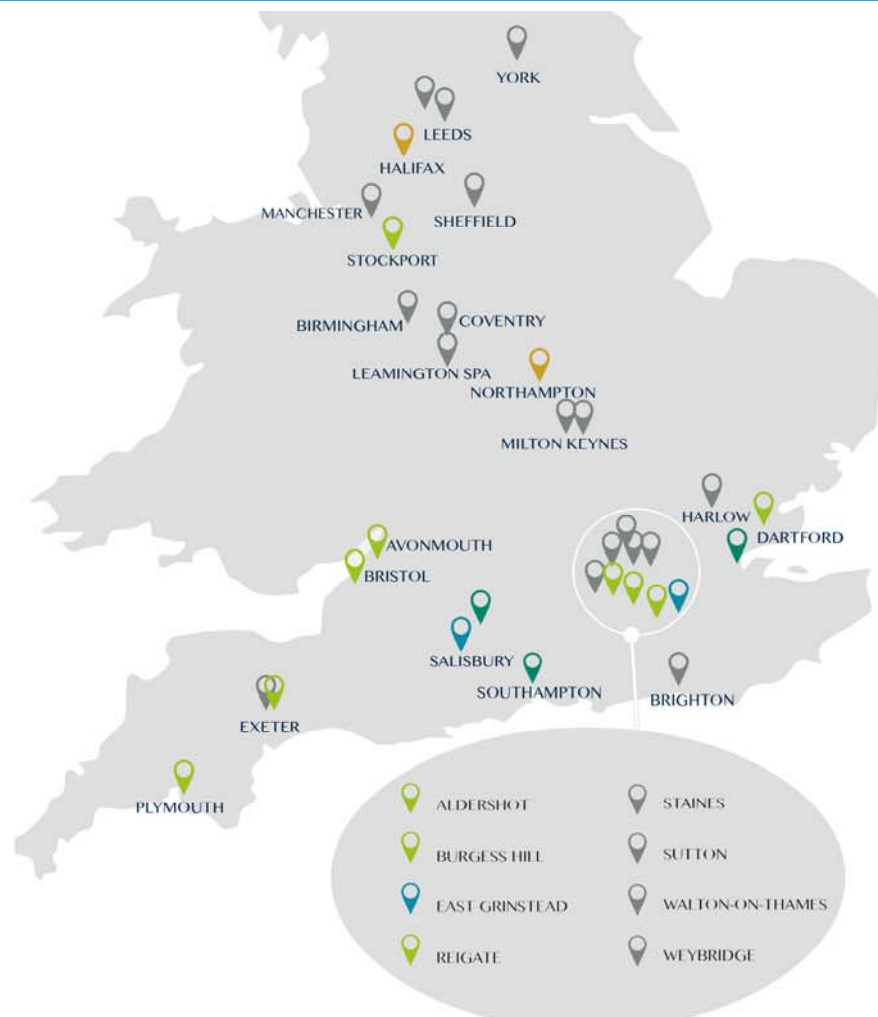 YORK
LEEDS
HALIFAX
MANCHESTER
SHEFFIELD
STOCKPORT
BIRMINGHAM
COVENTRY
LEAMINGTON SPA
NORTHAMPTON
MILTON KEYNES
HARLOW
DARTFORD
AVONMOUTH
BRISTOL
SALISBURY
SOUTHAMPTON
BRIGHTON
EXETER
PLYMOUTH
ALDERSHOT
BURGESS HILL
EAST GRINSTEAD
REIGATE
STAINES
SUTTON
WALTON-ON-THAMES
WEYBRIDGE